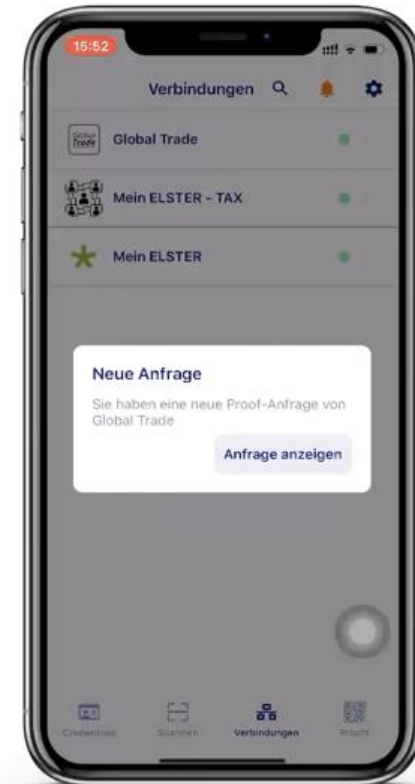 15:52
Verbindungen
Global Trade
Global Trade
Mein ELSTER - TAX
Mein ELSTER
Neue Anfrage
Sie haben eine neue Proof-Anfrage von
Global Trade
Anfrage anzeigen
Credentials Scannen Verbindungen